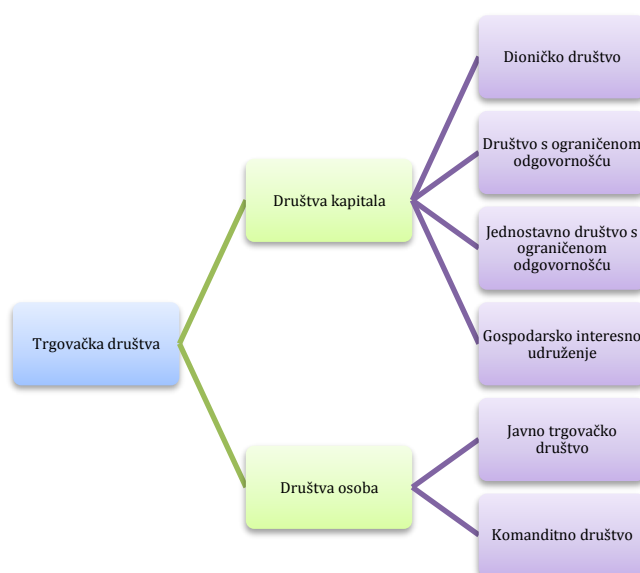 Trgovačka društva
Društva kapitala
Dioničko društvo
Društvo s ograničenom
odgovornošću
Jednostavno društvo s
ograničenom
odgovornošću
Gospodarsko interesno
udruženje
Društva osoba
Javno trgovačko
društvo
Komanditno društvo